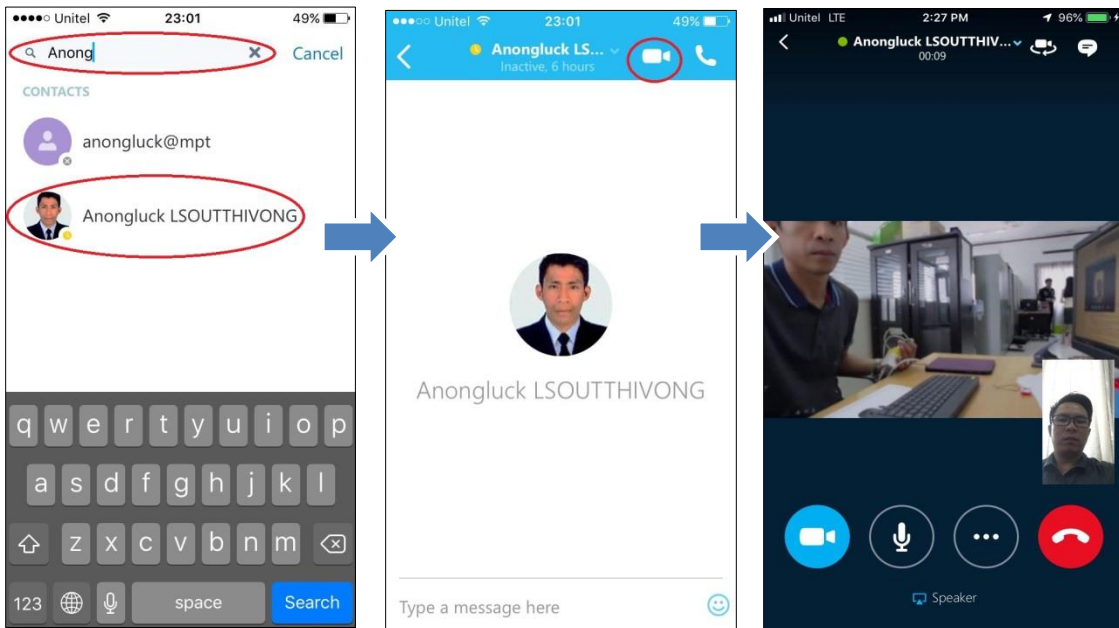 Unitel 23:01 49%
Anong Cancel
CONTACTS
anongluck@mpt
Anongluck LSOUTTHIVONG
q w e r t y u i o p
a s d f g h j k l
z x c v b n m
123 space Search
Unitel 23:01 49%
Anongluck LS...
Inactive, 6 hours
Anongluck LSOUTTHIVONG
Type a message here
Unitel LTE 2:27 PM 96%
Anongluck LSOUTTHIV...
00:09
Speaker